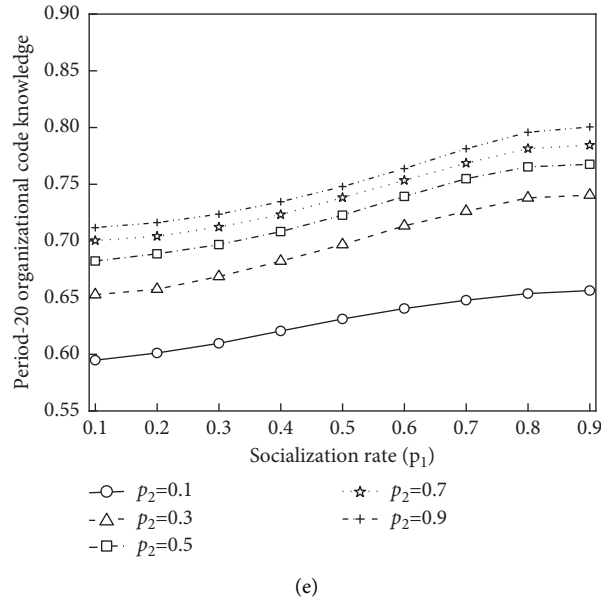 0.90
0.85
0.80
0.75
0.70
0.65
0.60
0.55
Period-20 organizational code knowledge
0.1 0.2 0.3 0.4 0.5 0.6 0.7 0.8 0.9
Socialization rate (p₁)
p₂=0.1
p₂=0.3
p₂=0.5
p₂=0.7
p₂=0.9
(e)